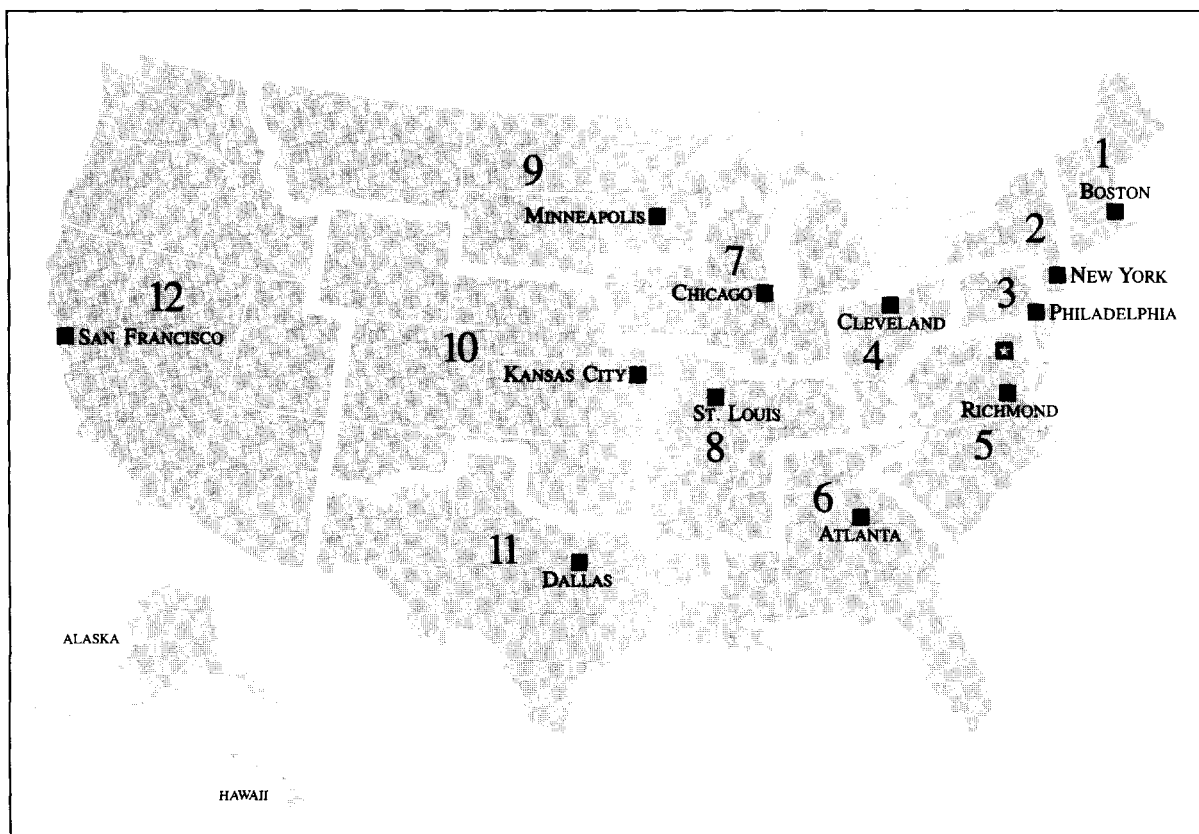 1
BOSTON
9
MINNEAPOLIS
2
7
NEW YORK
CHICAGO
3
12
PHILADELPHIA
CLEVELAND
SAN FRANCISCO
10
4
KANSAS CITY
ST. LOUIS
RICHMOND
8
5
6
ATLANTA
11
DALLAS
ALASKA
HAWAII